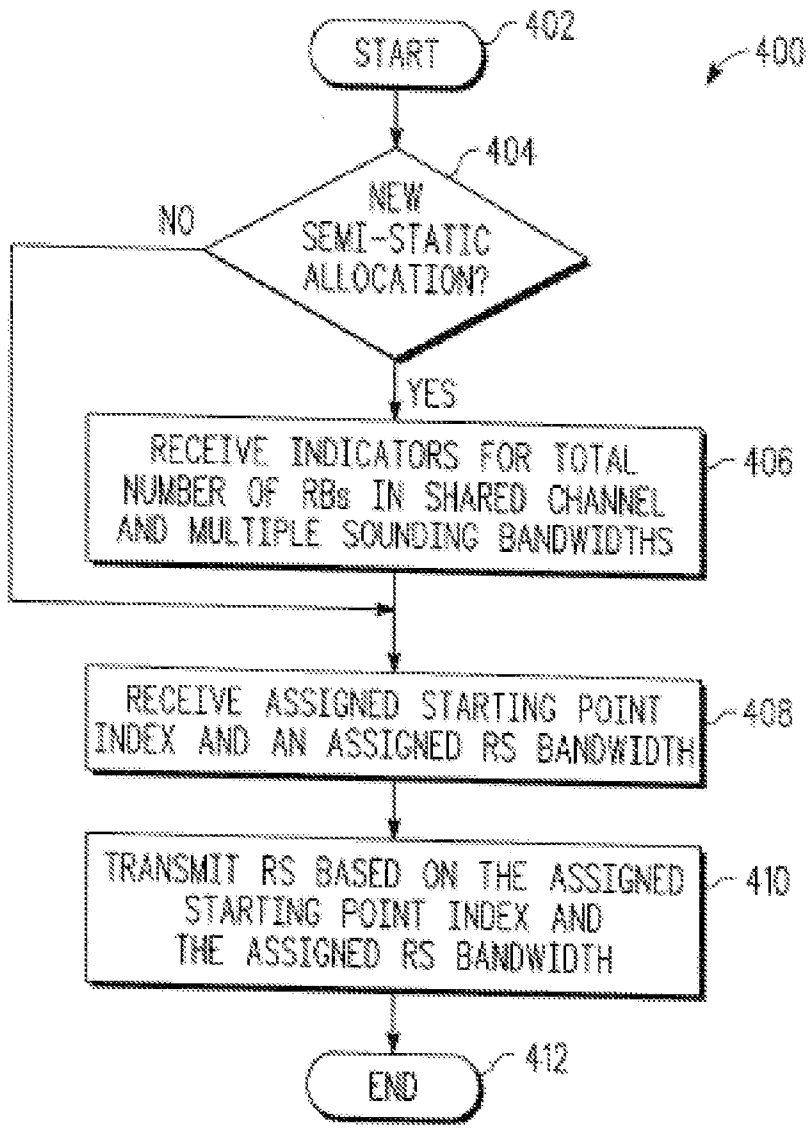 START
402
400
404
NEW
SEMI-STATIC
ALLOCATION?
NO
YES
RECEIVE INDICATORS FOR TOTAL
NUMBER OF RBs IN SHARED CHANNEL
AND MULTIPLE SOUNDING BANDWIDTHS
406
RECEIVE ASSIGNED STARTING POINT
INDEX AND AN ASSIGNED RS BANDWIDTH
408
TRANSMIT RS BASED ON THE ASSIGNED
STARTING POINT INDEX AND
THE ASSIGNED RS BANDWIDTH
410
END
412